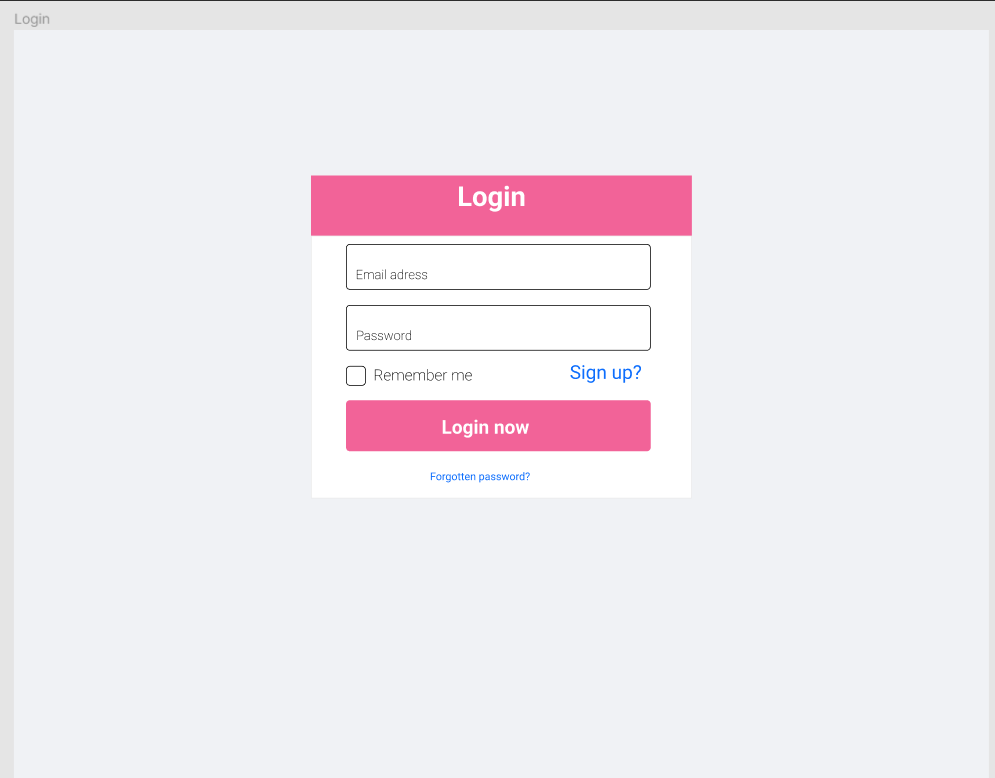 Login
Login
Email adress
Password
Remember me
Sign up?
Login now
Forgotten password?